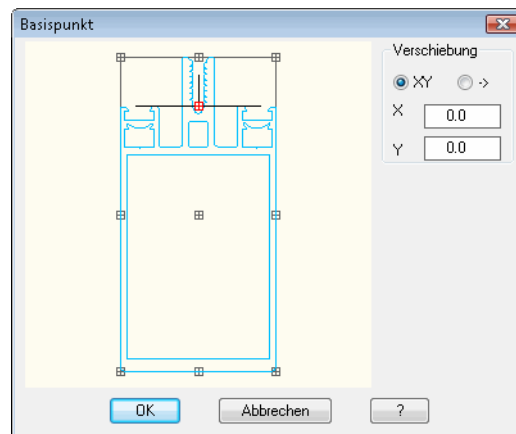 Basispunkt
Verschiebung
XY ->
X 0.0
Y 0.0
OK Abbrechen ?